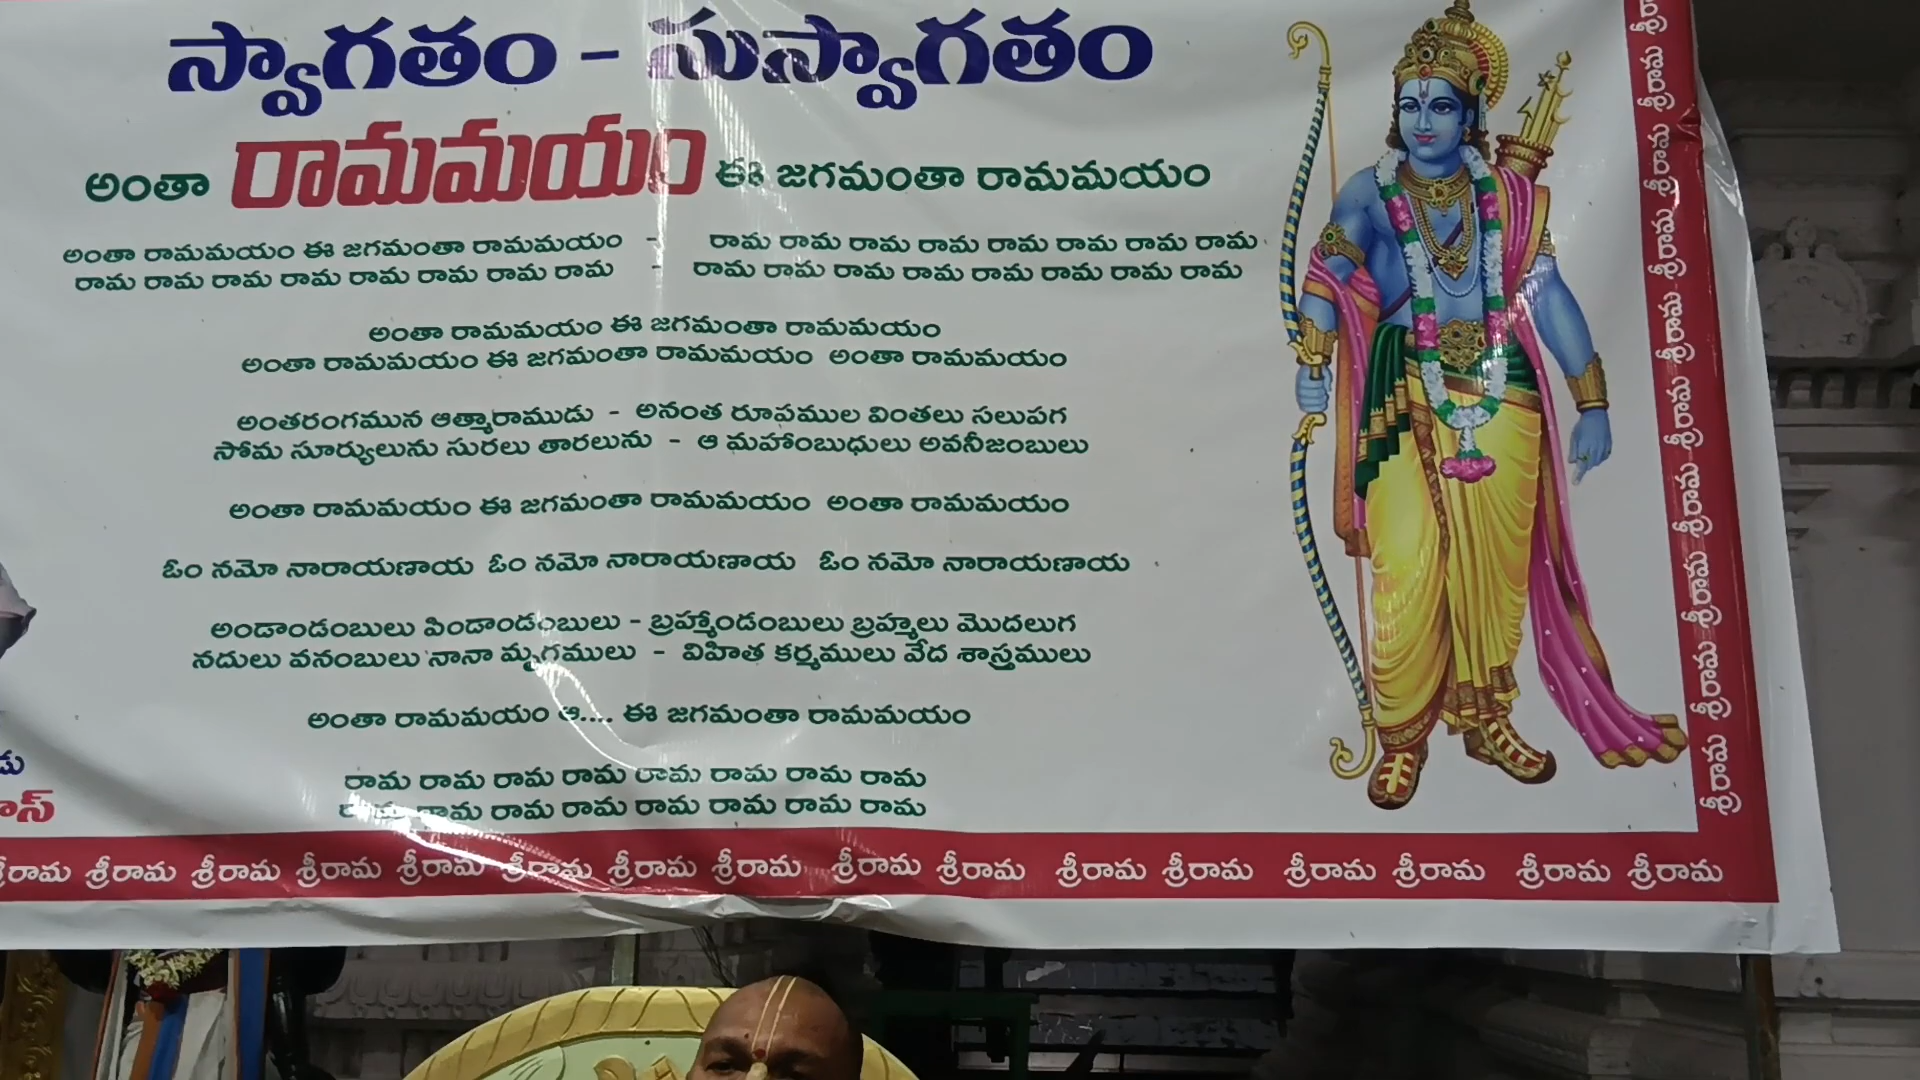 స్వాగతం - సుస్వాగతం
అంతా రామమయం ఈ జగమంతా రామమయం
అంతా రామమయం ఈ జగమంతా రామమయం - రామ రామ రామ రామ రామ రామ రామ రామ
రామ రామ రామ రామ రామ రామ రామ రామ - రామ రామ రామ రామ రామ రామ రామ రామ
అంతా రామమయం ఈ జగమంతా రామమయం
అంతా రామమయం ఈ జగమంతా రామమయం అంతా రామమయం
అంతరంగమున ఆత్మారాముడు - అనంత రూపముల వింతలు సలుపగ
సోమ సూర్యులును సురలు తారలును - ఆ మహాంబుధులు అవనీజంబులు
అంతా రామమయం ఈ జగమంతా రామమయం అంతా రామమయం
ఓం నమో నారాయణాయ ఓం నమో నారాయణాయ ఓం నమో నారాయణాయ
అండాండంబులు పిండాండంబులు - బ్రహ్మాండంబులు బ్రహ్మలు మొదలుగ
నదులు వనంబులు నానా మృగములు - విహిత కర్మములు వేద శాస్త్రములు
అంతా రామమయం ఆ.... ఈ జగమంతా రామమయం
రామ రామ రామ రామ రామ రామ రామ రామ
రామ రామ రామ రామ రామ రామ రామ రామ
శ్రీరామ శ్రీరామ శ్రీరామ శ్రీరామ శ్రీరామ శ్రీరామ శ్రీరామ శ్రీరామ శ్రీరామ శ్రీరామ శ్రీరామ శ్రీరామ శ్రీరామ శ్రీరామ శ్రీరామ
శ్రీరామ శ్రీరామ శ్రీరామ శ్రీరామ శ్రీరామ శ్రీరామ శ్రీరామ శ్రీరామ శ్రీరామ